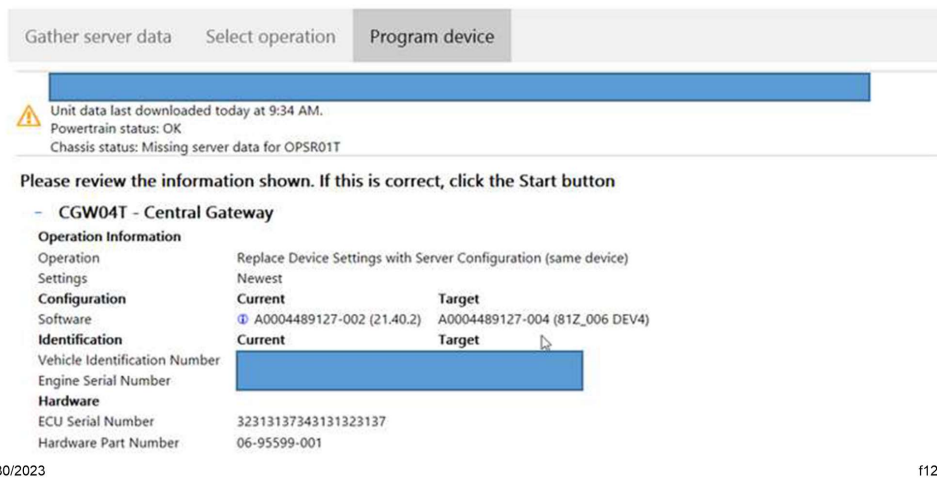 Gather server data Select operation Program device
Unit data last downloaded today at 9:34 AM.
Powertrain status: OK
Chassis status: Missing server data for OPSR01T
Please review the information shown. If this is correct, click the Start button
- CGW04T - Central Gateway
Operation Information
Operation Replace Device Settings with Server Configuration (same device)
Settings Newest
Configuration Current Target
Software A0004489127-002 (21.40.2) A0004489127-004 (81Z_006 DEV4)
Identification Current Target
Vehicle Identification Number
Engine Serial Number
Hardware
ECU Serial Number 32313137343131323137
Hardware Part Number 06-95599-001
30/2023 f12